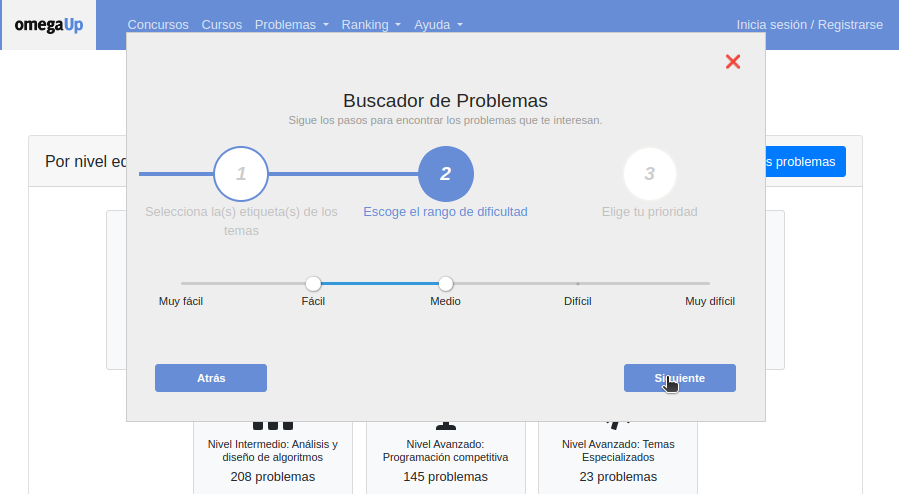 omegaUp Concursos Cursos Problemas Ranking Ayuda Inicia sesión / Registrarse
Buscador de Problemas
Sigue los pasos para encontrar los problemas que te interesan.
Por nivel s problemas
1 2 3
Selecciona la(s) etiqueta(s) de los Escoge el rango de dificultad Elige tu prioridad
temas
Muy fácil Fácil Medio Difícil Muy difícil
Atrás Siguiente
Nivel Intermedio: Análisis y Nivel Avanzado: Nivel Avanzado: Temas
diseño de algoritmos Programación competitiva Especializados
208 problemas 145 problemas 23 problemas